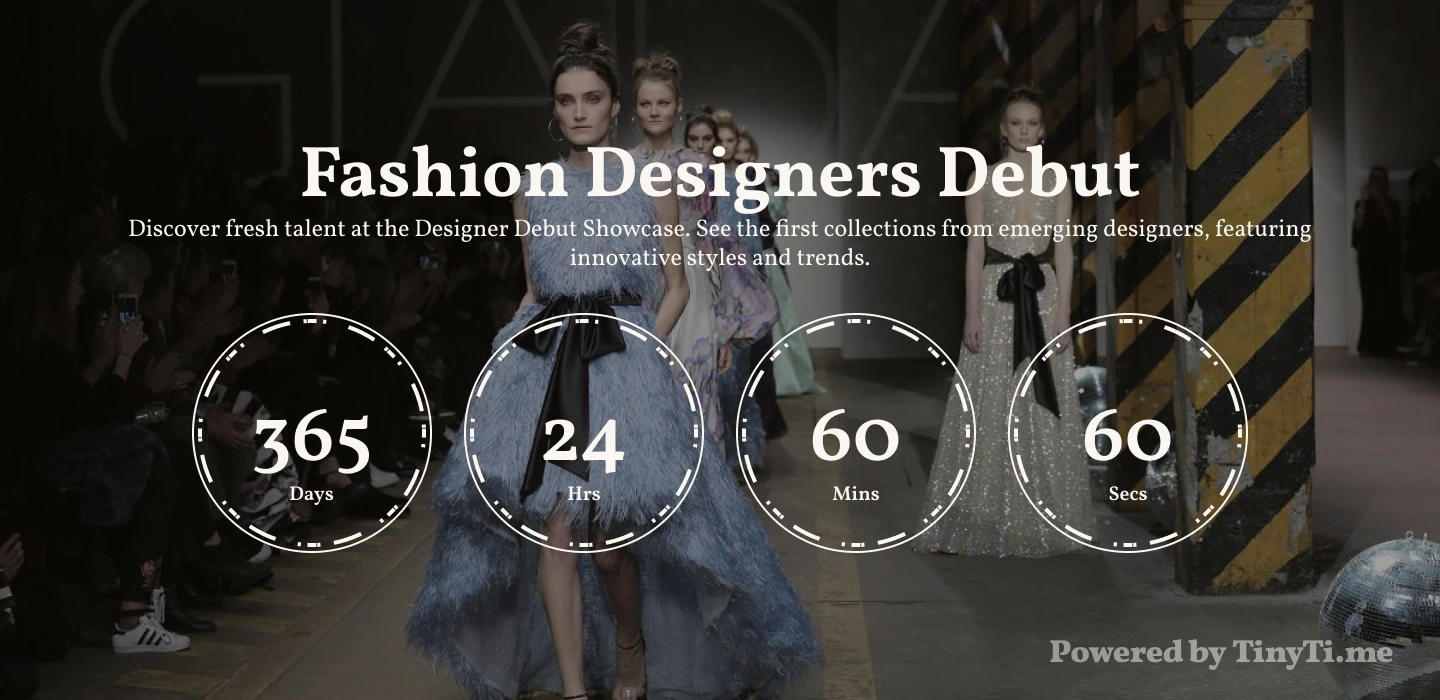 GIADA
Fashion Designers Debut
Discover fresh talent at the Designer Debut Showcase. See the first collections from emerging designers, featuring
innovative styles and trends.
365
24
60
60
Days
Hrs
Mins
Secs
Powered by TinyTi.me